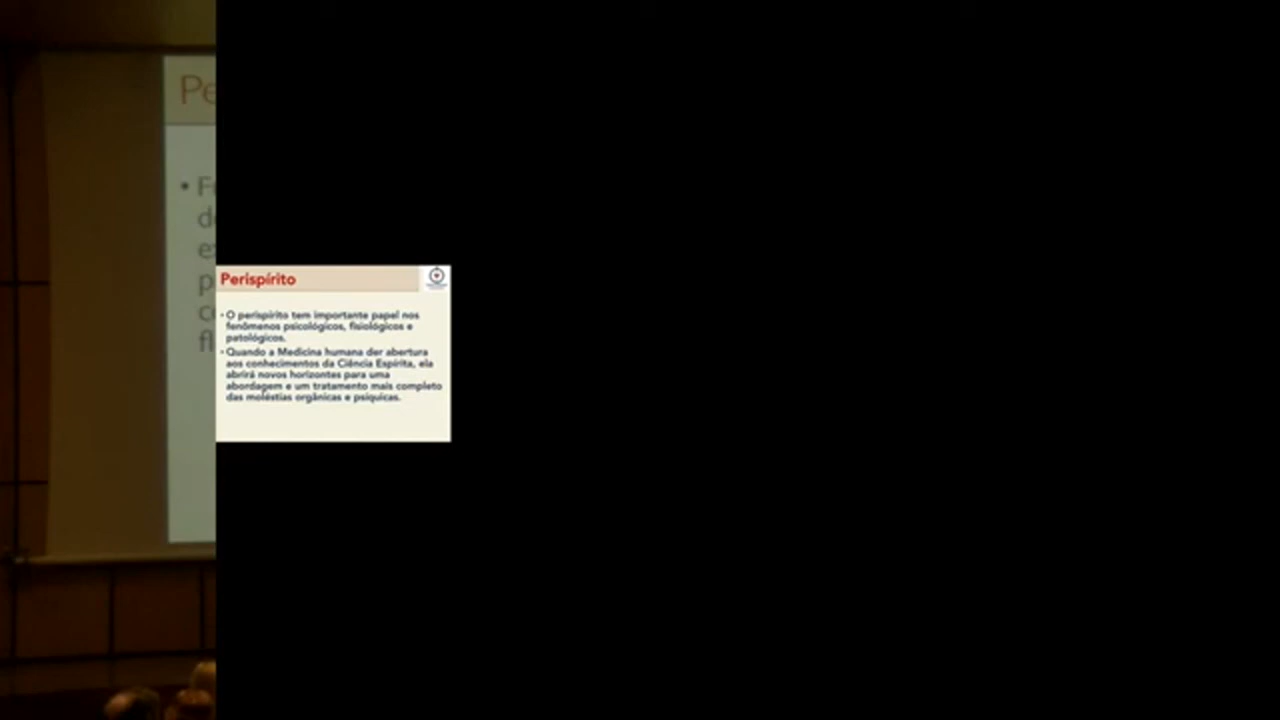 Pe
Perispírito
• O perispírito tem importante papel nos
fenômenos psicológicos, fisiológicos e
patológicos.
• Quando a Medicina humana der abertura
aos conhecimentos da Ciência Espírita, ela
abrirá novos horizontes para uma
abordagem e um tratamento mais completo
das moléstias orgânicas e psíquicas.